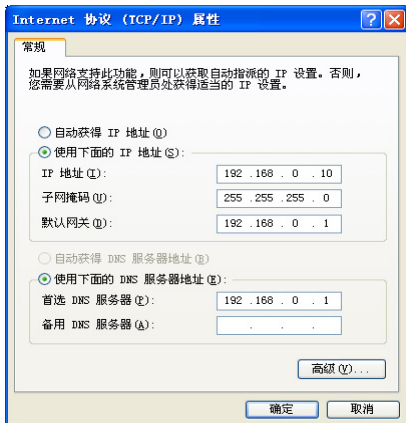 Internet 协议 (TCP/IP) 属性
常规
如果网络支持此功能，则可以获取自动指派的 IP 设置。否则，
您需要从网络系统管理员处获得适当的 IP 设置。
自动获得 IP 地址(O)
使用下面的 IP 地址(S):
IP 地址(I): 192 .168 . 0 . 10
子网掩码(U): 255 .255 .255 . 0
默认网关(D): 192 .168 . 0 . 1
自动获得 DNS 服务器地址(B)
使用下面的 DNS 服务器地址(E):
首选 DNS 服务器(P): 192 .168 . 0 . 1
备用 DNS 服务器(A): . . .
高级(V)...
确定 取消